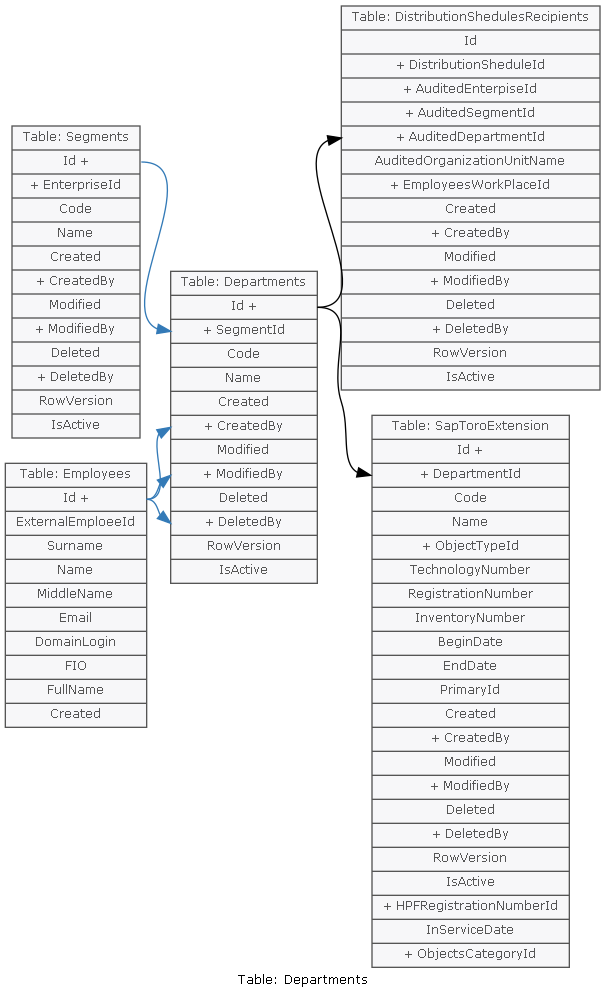 Table: DistributionShedulesRecipients
Id
+ DistributionSheduleId
+ AuditedEnterpiseId
+ AuditedSegmentId
+ AuditedDepartmentId
AuditedOrganizationUnitName
+ EmployeesWorkPlaceId
Created
+ CreatedBy
Modified
+ ModifiedBy
Deleted
+ DeletedBy
RowVersion
IsActive
Table: Segments
Id +
+ EnterpriseId
Code
Name
Created
+ CreatedBy
Modified
+ ModifiedBy
Deleted
+ DeletedBy
RowVersion
IsActive
Table: Departments
Id +
+ SegmentId
Code
Name
Created
+ CreatedBy
Modified
+ ModifiedBy
Deleted
+ DeletedBy
RowVersion
IsActive
Table: Employees
Id +
ExternalEmploeeId
Surname
Name
MiddleName
Email
DomainLogin
FIO
FullName
Created
Table: SapToroExtension
Id +
+ DepartmentId
Code
Name
+ ObjectTypeId
TechnologyNumber
RegistrationNumber
InventoryNumber
BeginDate
EndDate
PrimaryId
Created
+ CreatedBy
Modified
+ ModifiedBy
Deleted
+ DeletedBy
RowVersion
IsActive
+ HPFRegistrationNumberId
InServiceDate
+ ObjectsCategoryId
Table: Departments